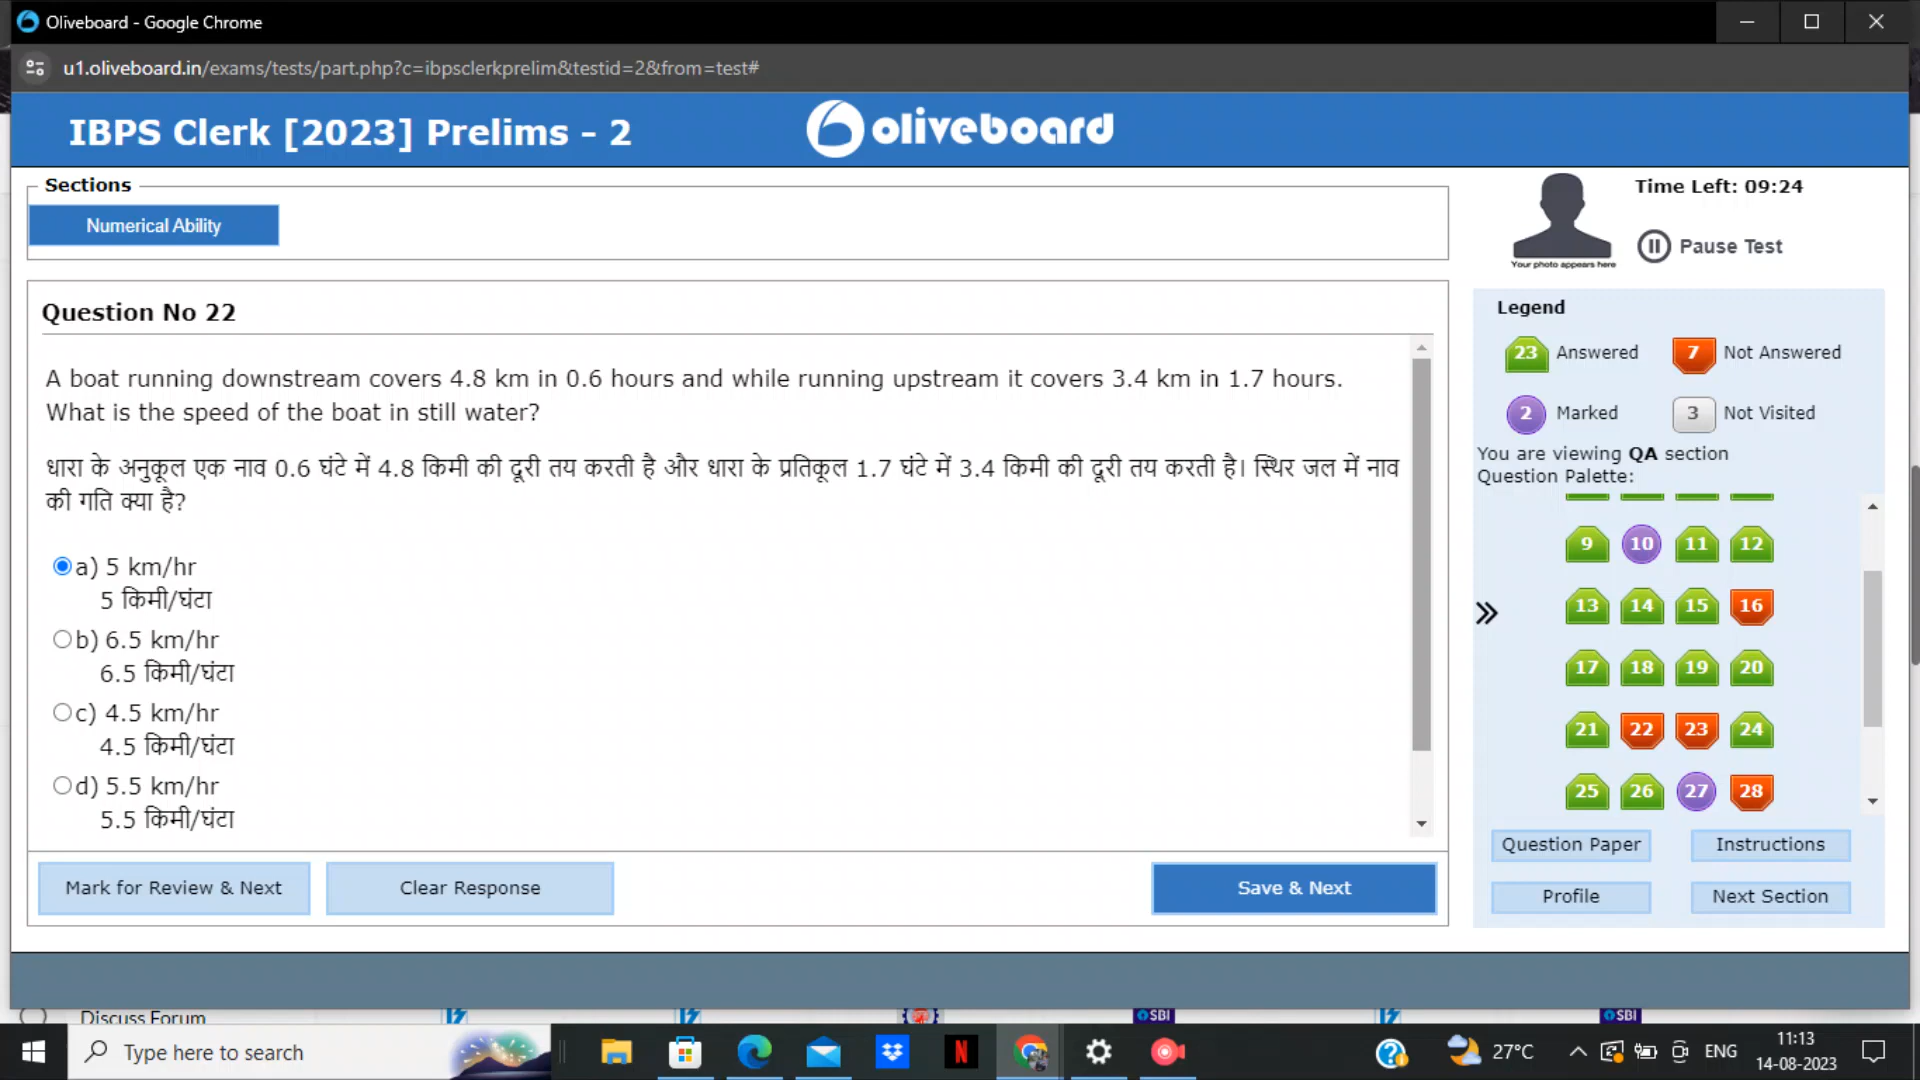 Oliveboard - Google Chrome
u1.oliveboard.in/exams/tests/part.php?c=ibpsclerkprelim&testid=2&from=test#
IBPS Clerk [2023] Prelims - 2
oliveboard
Sections
Numerical Ability
Your photo appears here
Time Left: 09:24
Pause Test
Question No 22
A boat running downstream covers 4.8 km in 0.6 hours and while running upstream it covers 3.4 km in 1.7 hours.
What is the speed of the boat in still water?
धारा के अनुकूल एक नाव 0.6 घंटे में 4.8 किमी की दूरी तय करती है और धारा के प्रतिकूल 1.7 घंटे में 3.4 किमी की दूरी तय करती है। स्थिर जल में नाव
की गति क्या है?
a) 5 km/hr
5 किमी/घंटा
b) 6.5 km/hr
6.5 किमी/घंटा
c) 4.5 km/hr
4.5 किमी/घंटा
d) 5.5 km/hr
5.5 किमी/घंटा
Mark for Review & Next
Clear Response
Save & Next
Legend
23 Answered
7 Not Answered
2 Marked
3 Not Visited
You are viewing QA section
Question Palette:
9 10 11 12
13 14 15 16
17 18 19 20
21 22 23 24
25 26 27 28
Question Paper
Instructions
Profile
Next Section
Discuss Forum
SBI
SBI
Type here to search
27°C
ENG
11:13
14-08-2023